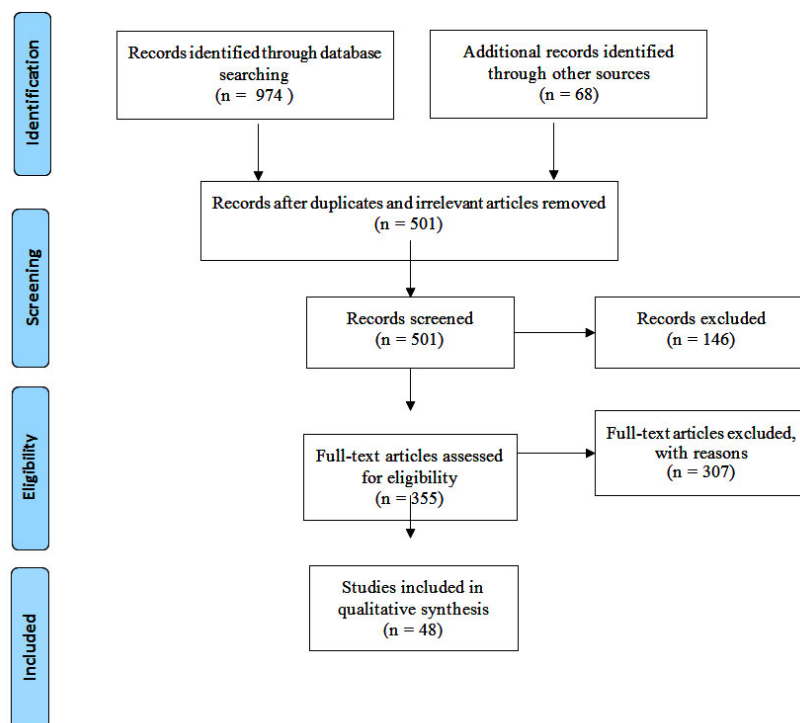 Identification
Records identified through database
searching
(n = 974 )
Additional records identified
through other sources
(n = 68)
Records after duplicates and irrelevant articles removed
(n = 501)
Screening
Records screened
(n = 501)
Records excluded
(n = 146)
Eligibility
Full-text articles assessed
for eligibility
(n = 355)
Full-text articles excluded,
with reasons
(n = 307)
Included
Studies included in
qualitative synthesis
(n = 48)